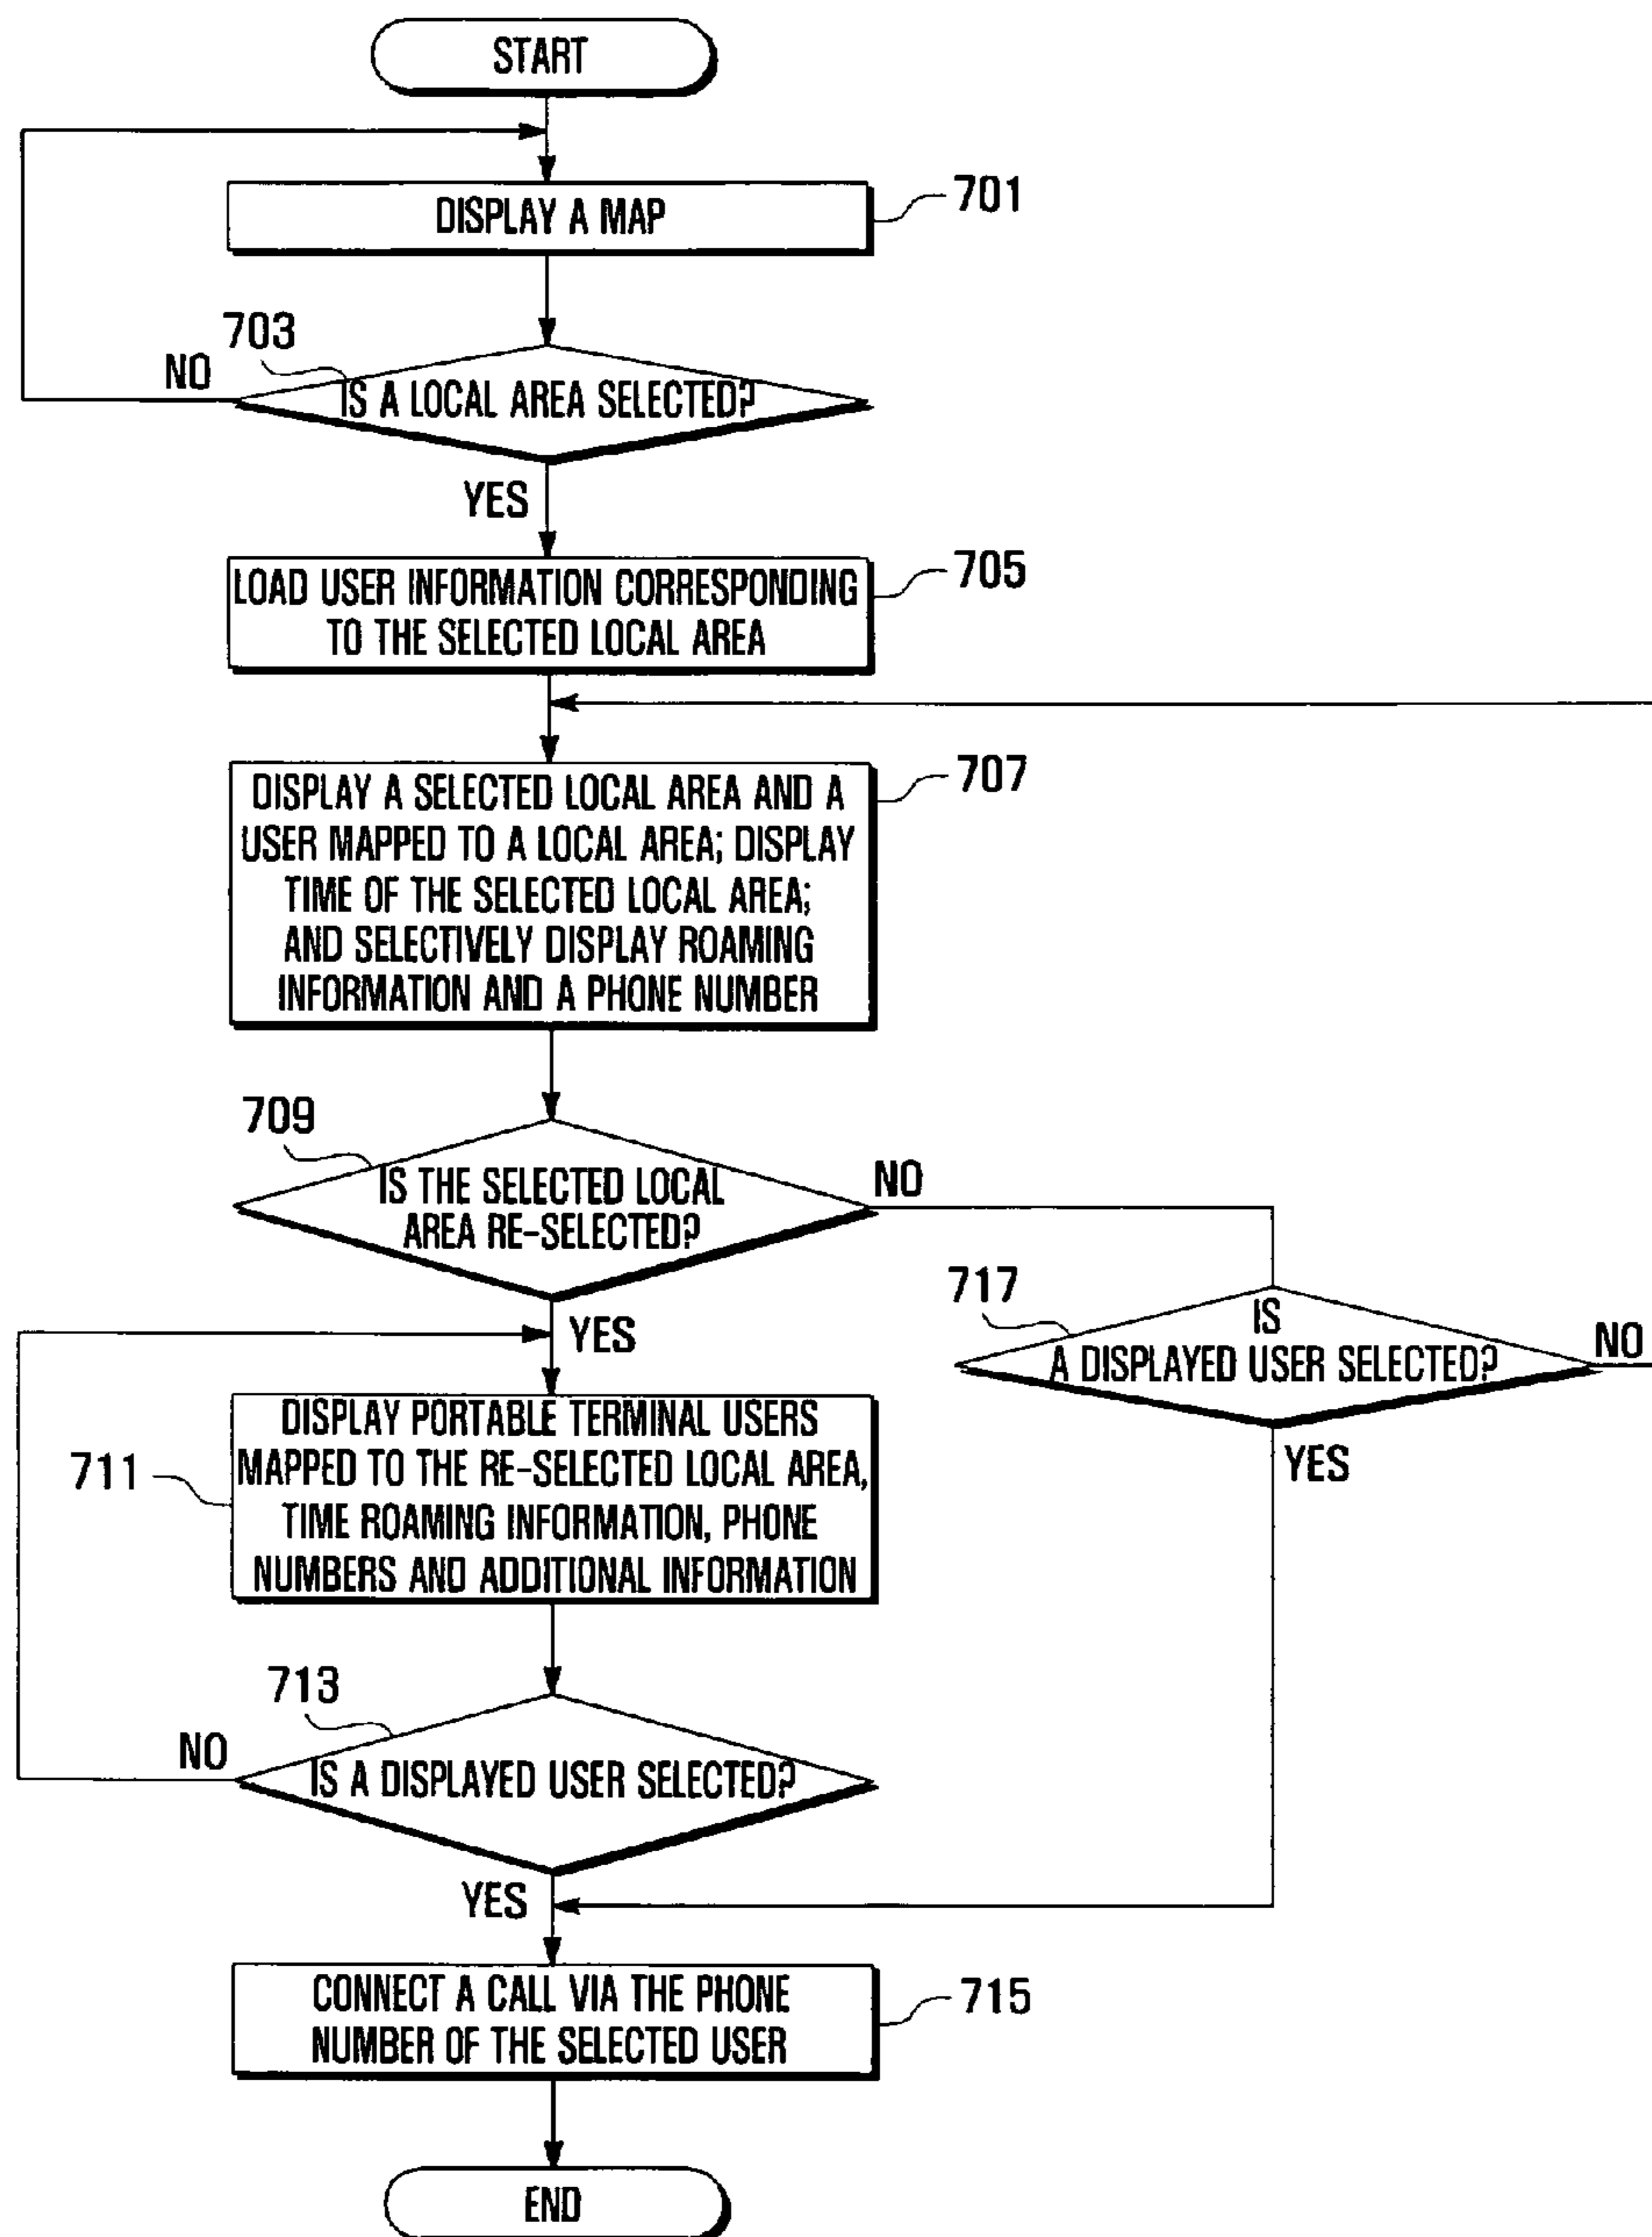 START
DISPLAY A MAP
701
703
NO
IS A LOCAL AREA SELECTED?
YES
LOAD USER INFORMATION CORRESPONDING
TO THE SELECTED LOCAL AREA
705
DISPLAY A SELECTED LOCAL AREA AND A
USER MAPPED TO A LOCAL AREA; DISPLAY
TIME OF THE SELECTED LOCAL AREA;
AND SELECTIVELY DISPLAY ROAMING
INFORMATION AND A PHONE NUMBER
707
709
IS THE SELECTED LOCAL
AREA RE-SELECTED?
NO
YES
717
IS
A DISPLAYED USER SELECTED?
NO
YES
711
DISPLAY PORTABLE TERMINAL USERS
MAPPED TO THE RE-SELECTED LOCAL AREA,
TIME ROAMING INFORMATION, PHONE
NUMBERS AND ADDITIONAL INFORMATION
713
NO
IS A DISPLAYED USER SELECTED?
YES
CONNECT A CALL VIA THE PHONE
NUMBER OF THE SELECTED USER
715
END